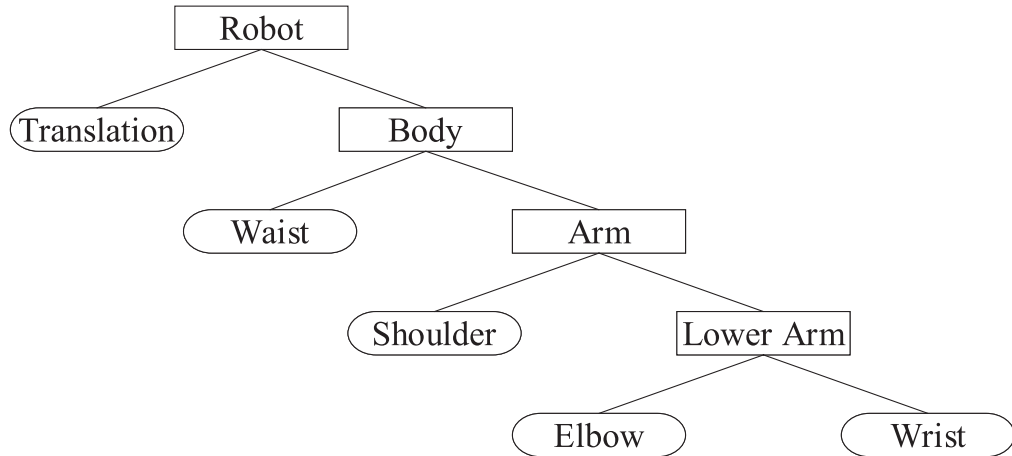 Robot
Translation
Body
Waist
Arm
Shoulder
Lower Arm
Elbow
Wrist